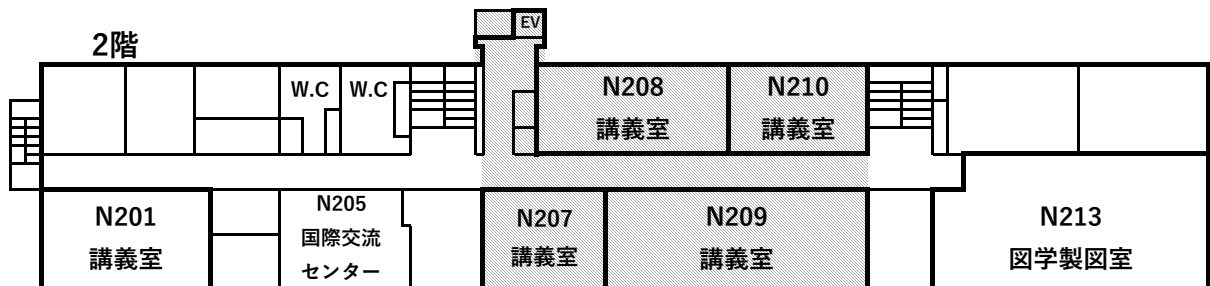 2階
EV
W.C
W.C
N208
講義室
N210
講義室
N201
講義室
N205
国際交流
センター
N207
講義室
N209
講義室
N213
図学製図室